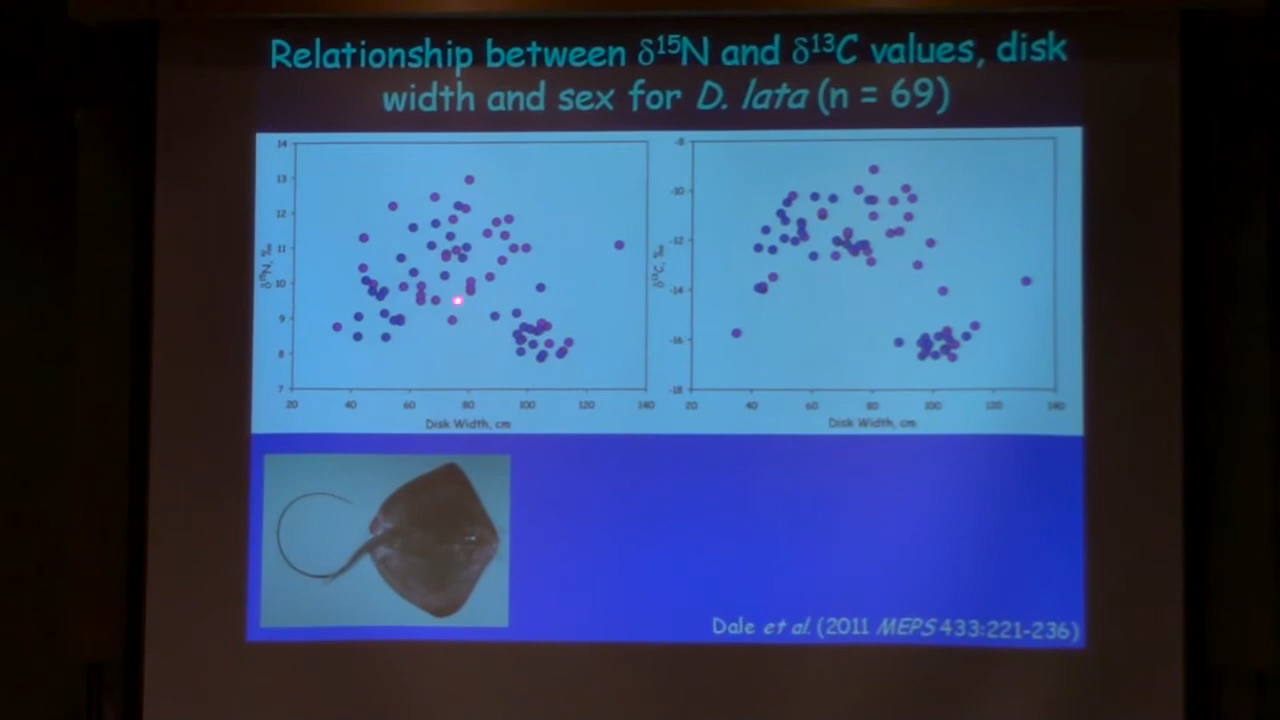 Relationship between δ¹⁵N and δ¹³C values, disk
width and sex for D. lata (n = 69)
14
13
12
11
10
9
8
7
δ¹⁵N, ‰
20 40 60 80 100 120 140
Disk Width, cm
-8
-10
-12
-14
-16
-18
δ¹³C, ‰
20 40 60 80 100 120 140
Disk Width, cm
Dale et al. (2011 MEPS 433:221-236)